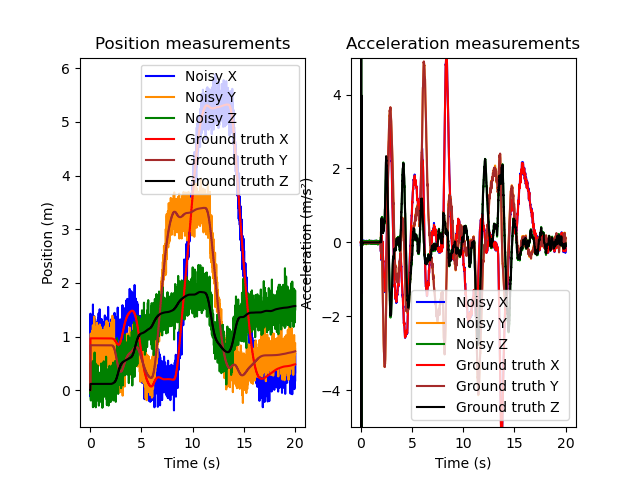 Position measurements
6
5
4
3
2
1
0
Position (m)
0
5
10
15
20
Time (s)
Noisy X
Noisy Y
Noisy Z
Ground truth X
Ground truth Y
Ground truth Z
Acceleration measurements
4
2
0
−2
−4
Acceleration (m/s²)
0
5
10
15
20
Time (s)
Noisy X
Noisy Y
Noisy Z
Ground truth X
Ground truth Y
Ground truth Z